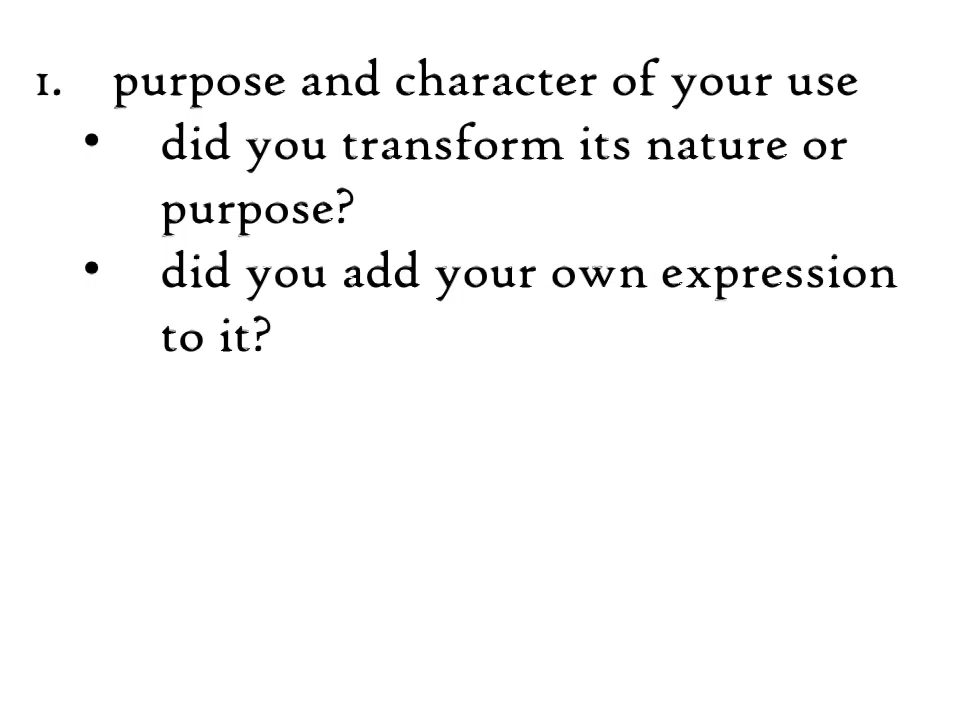 1. purpose and character of your use
• did you transform its nature or
purpose?
• did you add your own expression
to it?